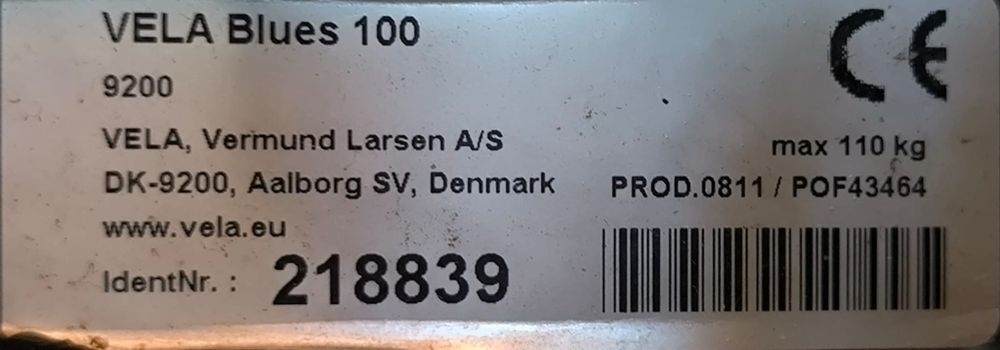 VELA Blues 100
9200
VELA, Vermund Larsen A/S
DK-9200, Aalborg SV, Denmark
www.vela.eu
IdentNr. : 218839
CE
max 110 kg
PROD.0811 / POF43464